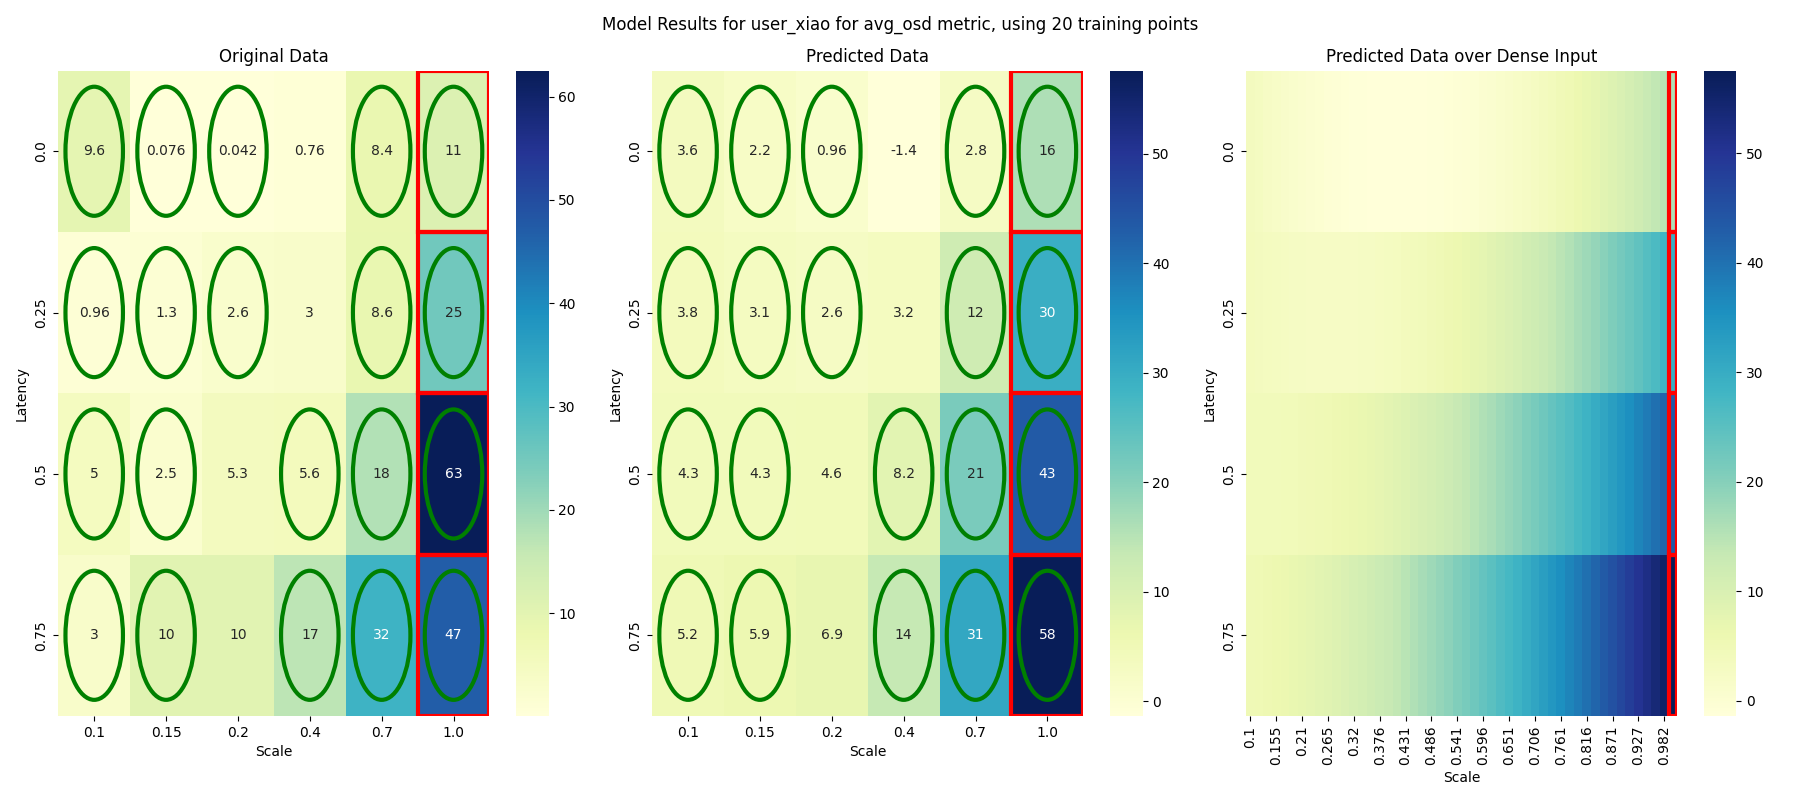 Model Results for user_xiao for avg_osd metric, using 20 training points
Original Data
Latency
0.0
0.25
0.5
0.75
9.6 0.076 0.042 0.76 8.4 11
0.96 1.3 2.6 3 8.6 25
5 2.5 5.3 5.6 18 63
3 10 10 17 32 47
0.1 0.15 0.2 0.4 0.7 1.0
Scale
60
50
40
30
20
10
Predicted Data
Latency
0.0
0.25
0.5
0.75
3.6 2.2 0.96 -1.4 2.8 16
3.8 3.1 2.6 3.2 12 30
4.3 4.3 4.6 8.2 21 43
5.2 5.9 6.9 14 31 58
0.1 0.15 0.2 0.4 0.7 1.0
Scale
50
40
30
20
10
0
Predicted Data over Dense Input
Latency
0.0
0.25
0.5
0.75
0.1 0.155 0.21 0.265 0.32 0.376 0.431 0.486 0.541 0.596 0.651 0.706 0.761 0.816 0.871 0.927 0.982
Scale
50
40
30
20
10
0